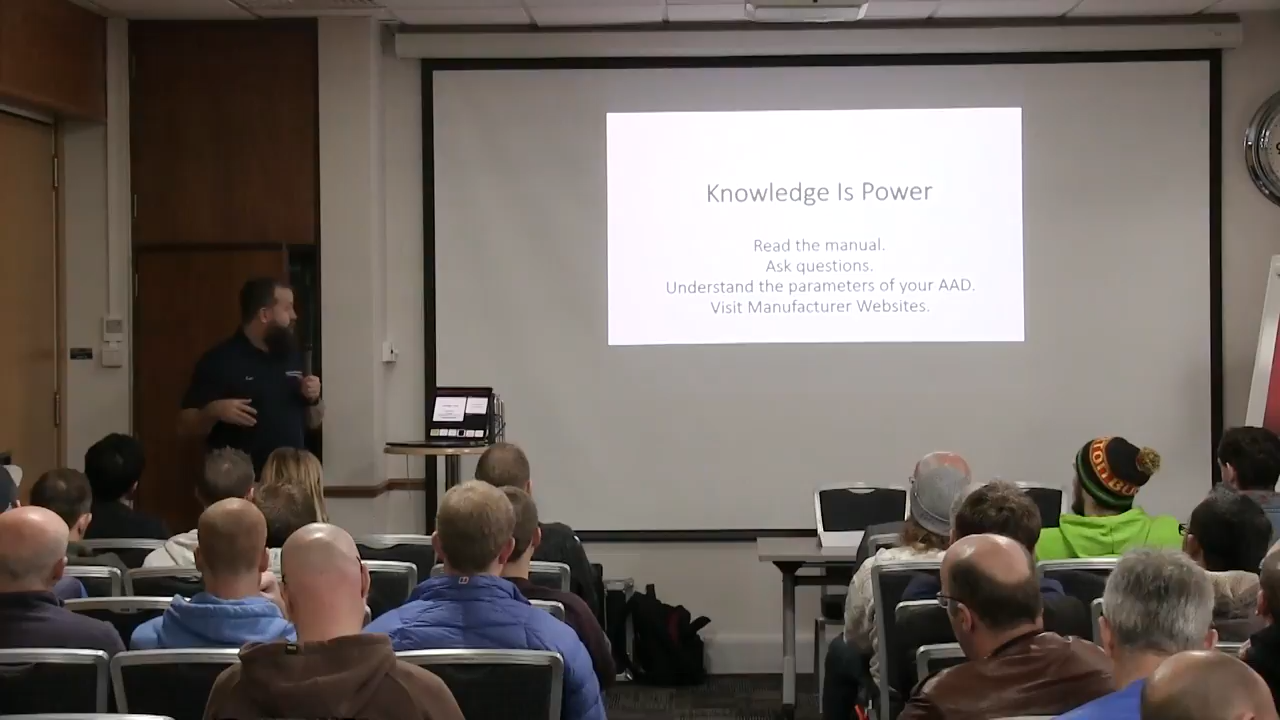 Knowledge Is Power
Read the manual.
Ask questions.
Understand the parameters of your AAD.
Visit Manufacturer Websites.